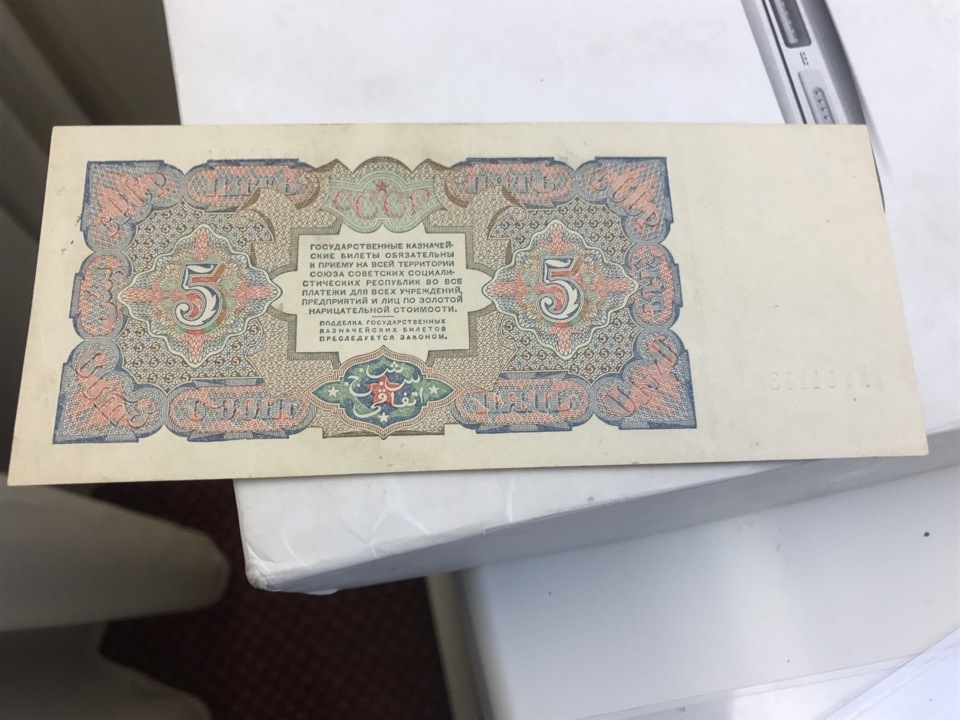 СССР
5
5
ГОСУДАРСТВЕННЫЕ КАЗНАЧЕЙ-
СКИЕ БИЛЕТЫ ОБЯЗАТЕЛЬНЫ
К ПРИЕМУ НА ВСЕЙ ТЕРРИТОРИИ
СОЮЗА СОВЕТСКИХ СОЦИАЛИ-
СТИЧЕСКИХ РЕСПУБЛИК ВО ВСЕ
ПЛАТЕЖИ ДЛЯ ВСЕХ УЧРЕЖДЕНИЙ,
ПРЕДПРИЯТИЙ И ЛИЦ ПО ЗОЛОТОЙ
НАРИЦАТЕЛЬНОЙ СТОИМОСТИ.
ПОДДЕЛКА ГОСУДАРСТВЕННЫХ
КАЗНАЧЕЙСКИХ БИЛЕТОВ
ПРЕСЛЕДУЕТСЯ ЗАКОНОМ.